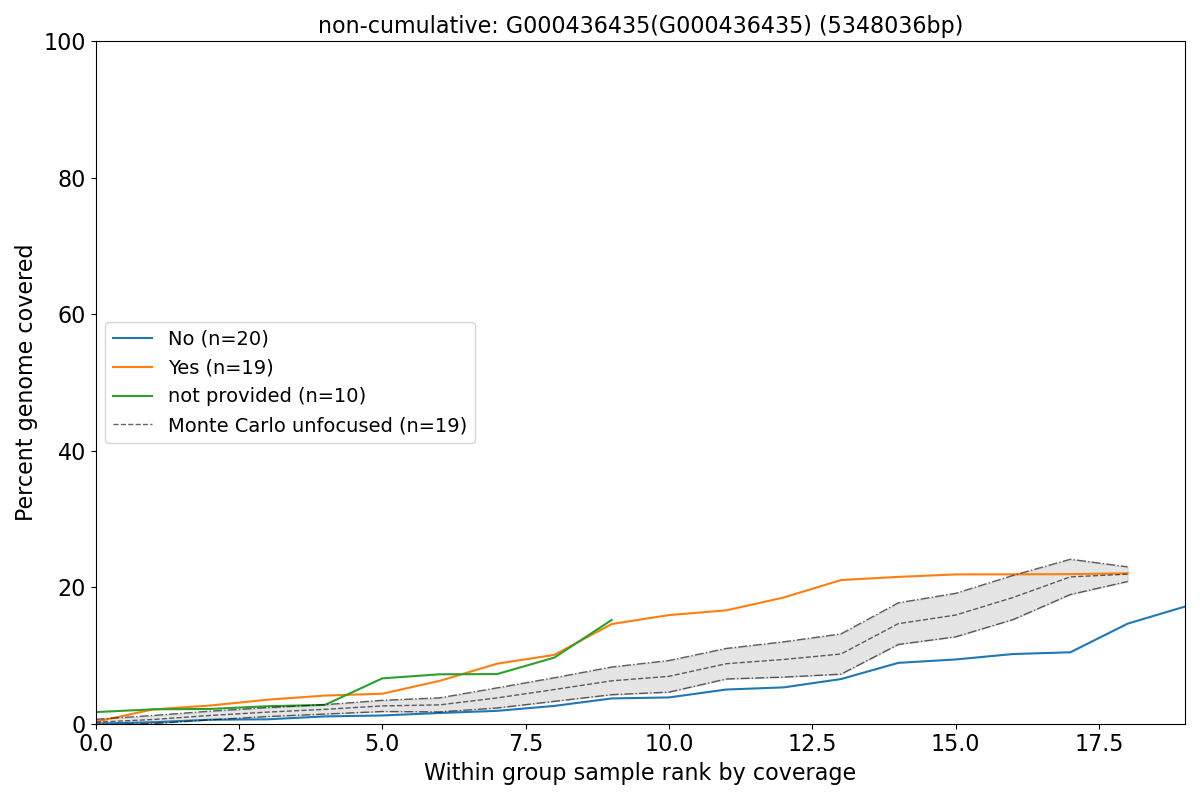 non-cumulative: G000436435(G000436435) (5348036bp)
100
80
60
40
20
0
Percent genome covered
No (n=20)
Yes (n=19)
not provided (n=10)
Monte Carlo unfocused (n=19)
0.0 2.5 5.0 7.5 10.0 12.5 15.0 17.5
Within group sample rank by coverage